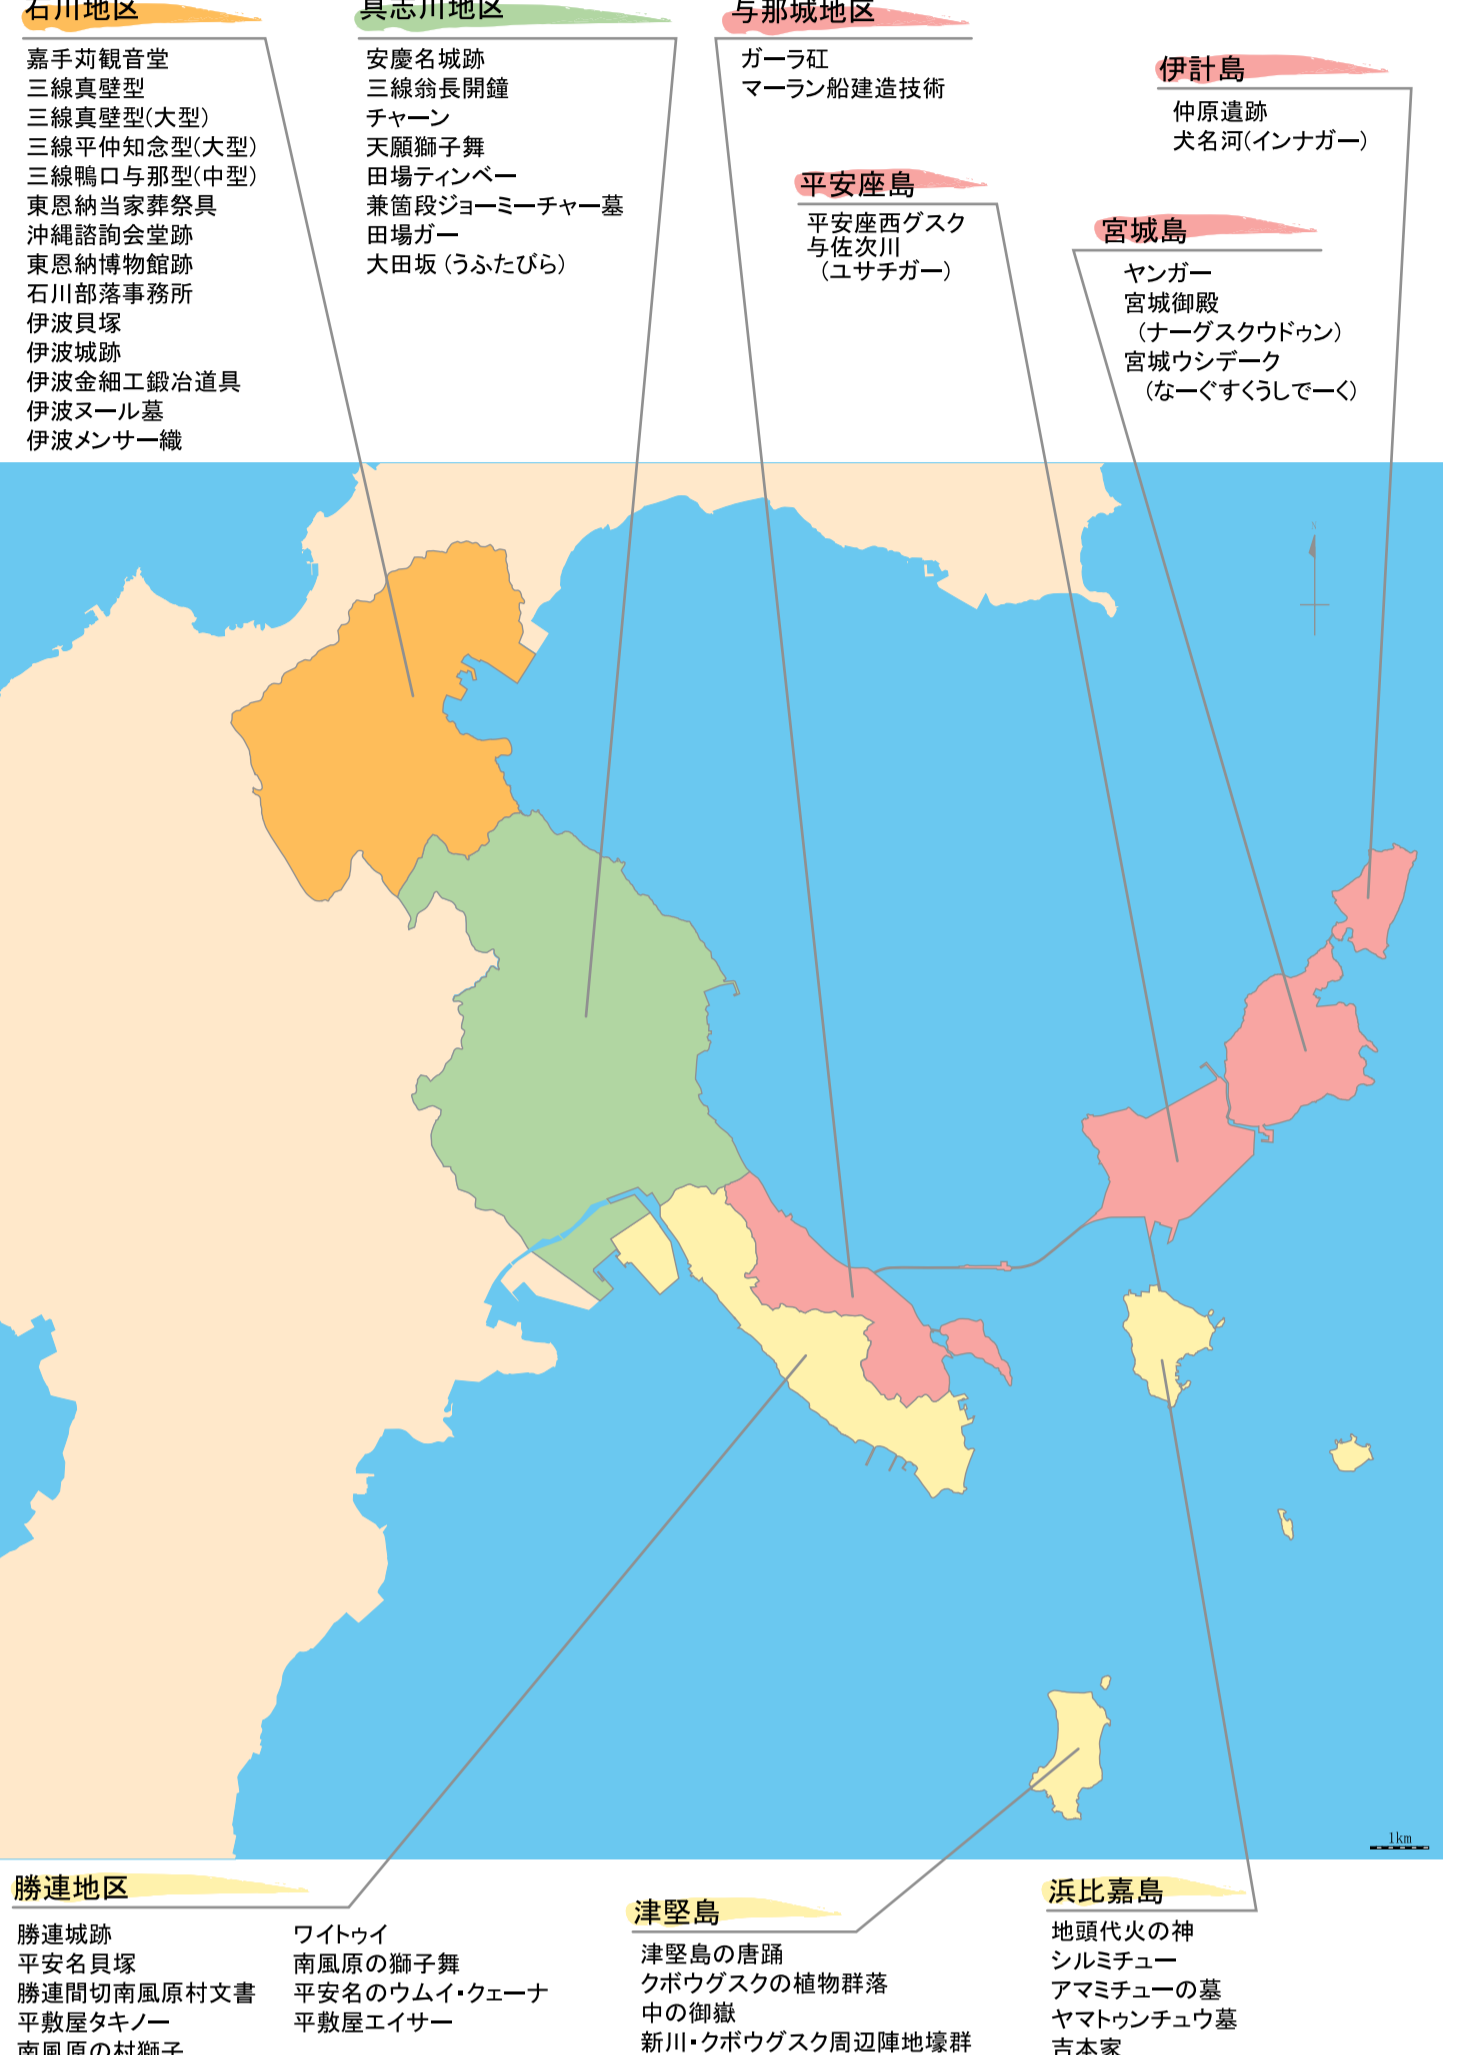 石川地区
嘉手苅観音堂
三線真壁型
三線真壁型(大型)
三線平仲知念型(大型)
三線鴨口与那型(中型)
東恩納当家葬祭具
沖縄諮詢会堂跡
東恩納博物館跡
石川部落事務所
伊波貝塚
伊波城跡
伊波金細工鍛冶道具
伊波ヌール墓
伊波メンサー織
具志川地区
安慶名城跡
三線翁長開鐘
チャーン
天願獅子舞
田場ティンベー
兼箇段ジョーミーチャー墓
田場ガー
大田坂(うふたびら)
与那城地区
ガーラ矼
マーラン船建造技術
平安座島
平安座西グスク
与佐次川
(ユサチガー)
伊計島
仲原遺跡
犬名河(インナガー)
宮城島
ヤンガー
宮城御殿
(ナーグスクウドゥン)
宮城ウシデーク
(なーぐすくうしでーく)
N
1km
勝連地区
勝連城跡
平安名貝塚
勝連間切南風原村文書
平敷屋タキノー
南風原の村獅子
ワイトゥイ
南風原の獅子舞
平安名のウムイ・クェーナ
平敷屋エイサー
津堅島
津堅島の唐踊
クボウグスクの植物群落
中の御嶽
新川・クボウグスク周辺陣地壕群
浜比嘉島
地頭代火の神
シルミチュー
アマミチューの墓
ヤマトゥンチュウ墓
吉本家